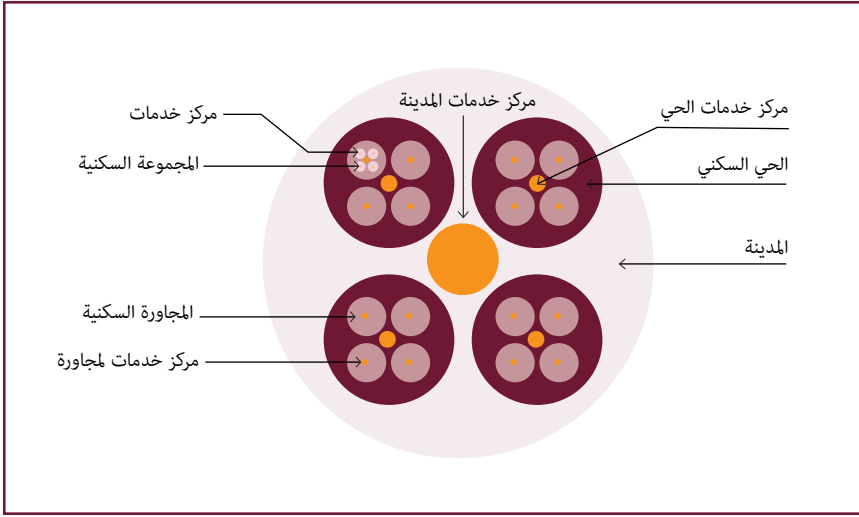 مركز خدمات المدينة
مركز خدمات الحي
الحي السكني
المدينة
مركز خدمات
المجموعة السكنية
المجاورة السكنية
مركز خدمات لمجاورة